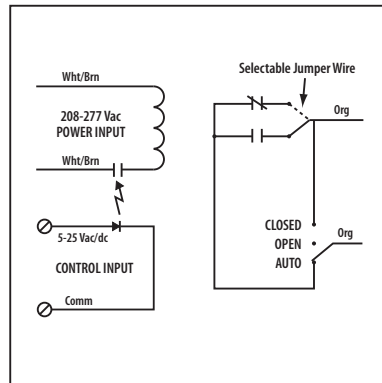 Wht/Brn
208-277 Vac
POWER INPUT
Wht/Brn
5-25 Vac/dc
CONTROL INPUT
Comm
Selectable Jumper Wire
Org
CLOSED
OPEN
AUTO
Org